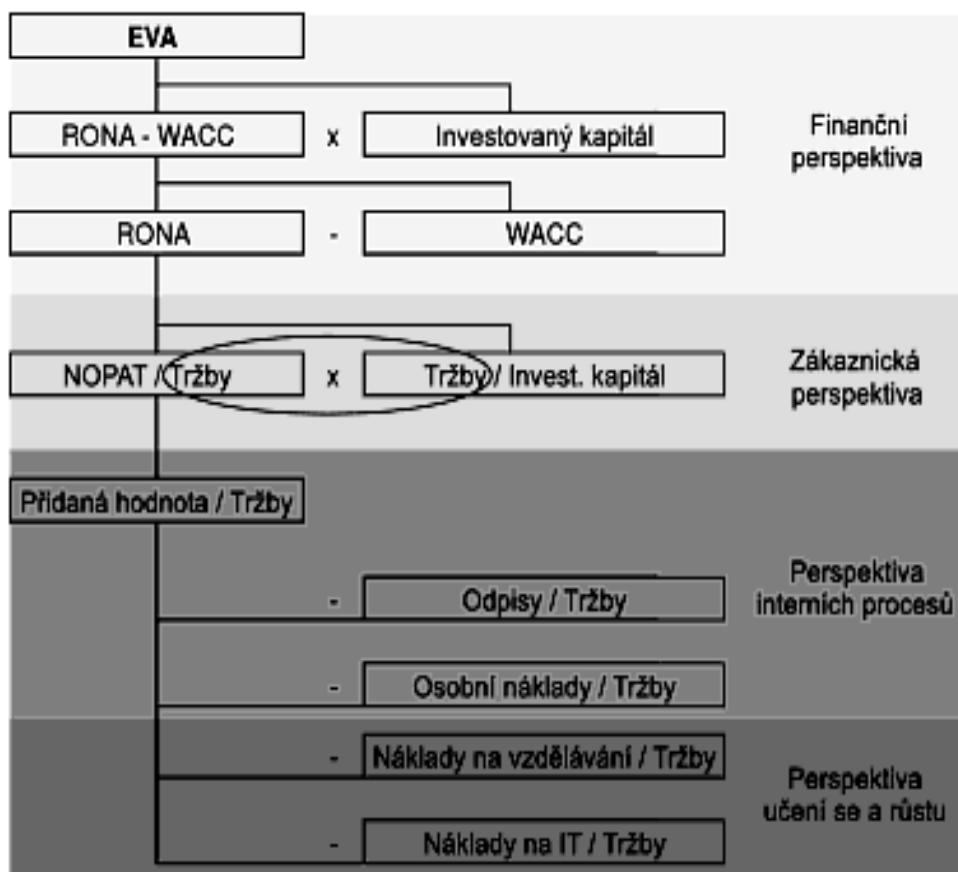 EVA
RONA - WACC x Investovaný kapitál
Finanční
perspektiva
RONA - WACC
NOPAT / Tržby x Tržby / Invest. kapitál
Zákaznická
perspektiva
Přidaná hodnota / Tržby
- Odpisy / Tržby
Perspektiva
interních procesů
- Osobní náklady / Tržby
- Náklady na vzdělávání / Tržby
Perspektiva
učení se a růstu
- Náklady na IT / Tržby